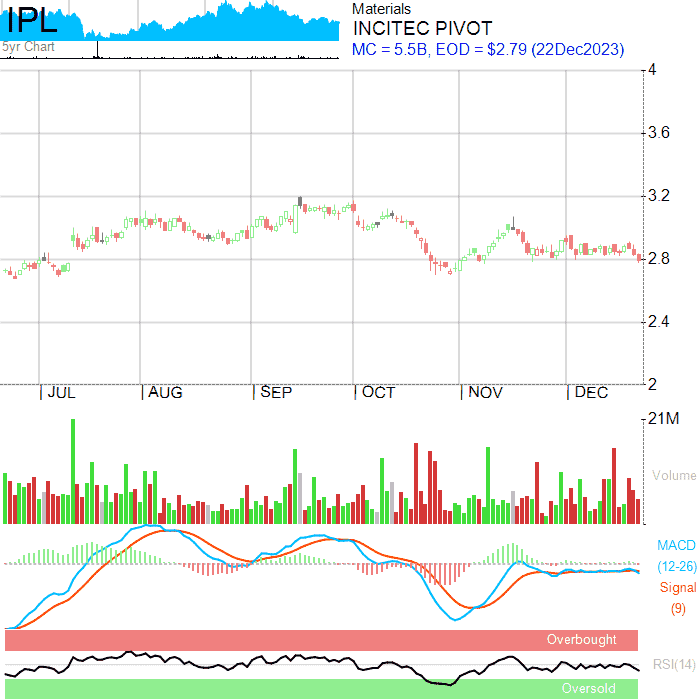 IPL
5yr Chart
Materials
INCITEC PIVOT
MC = 5.5B, EOD = $2.79 (22Dec2023)
4
3.6
3.2
2.8
2.4
2
JUL AUG SEP OCT NOV DEC
21M
Volume
MACD
(12-26)
Signal
(9)
Overbought
RSI(14)
Oversold